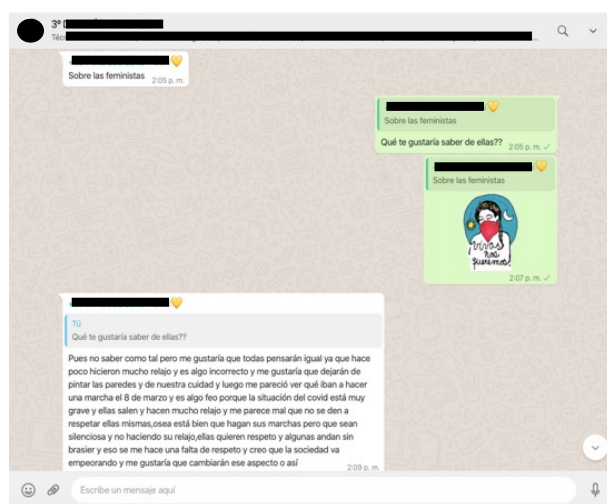 3º D
Téc
Sobre las feministas 2:05 p. m.
Sobre las feministas
Qué te gustaría saber de ellas?? 2:05 p. m.
Sobre las feministas
vivas
nos
queremos!
2:07 p. m.
Tú
Qué te gustaría saber de ellas??
Pues no saber como tal pero me gustaría que todas pensarán igual ya que hace
poco hicieron mucho relajo y es algo incorrecto y me gustaría que dejarán de
pintar las paredes y de nuestra cuidad y luego me pareció ver qué iban a hacer
una marcha el 8 de marzo y es algo feo porque la situación del covid está muy
grave y ellas salen y hacen mucho relajo y me parece mal que no se den a
respetar ellas mismas,osea está bien que hagan sus marchas pero que sean
silenciosa y no haciendo su relajo,ellas quieren respeto y algunas andan sin
brasier y eso se me hace una falta de respeto y creo que la sociedad va
empeorando y me gustaría que cambiarán ese aspecto o así 2:09 p. m.
Escribe un mensaje aquí